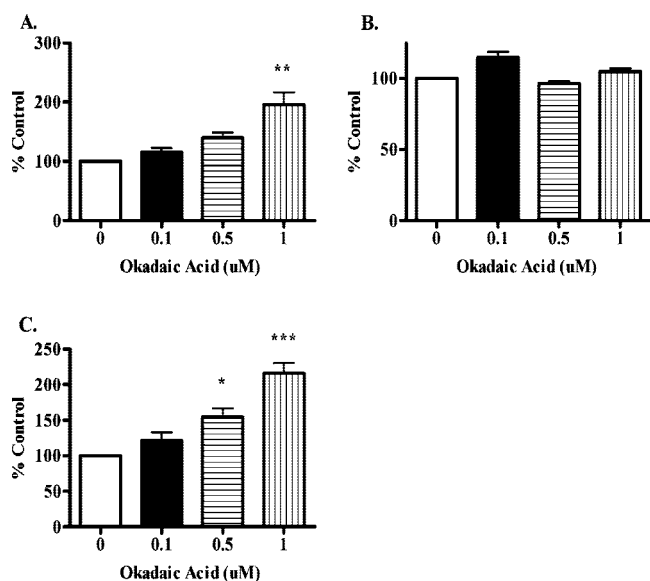 A.
% Control
300
200
100
0
**
0 0.1 0.5 1
Okadaic Acid (uM)
B.
% Control
100
50
0
0 0.1 0.5 1
Okadaic Acid (uM)
C.
% Control
250
200
150
100
50
0
*
***
0 0.1 0.5 1
Okadaic Acid (uM)